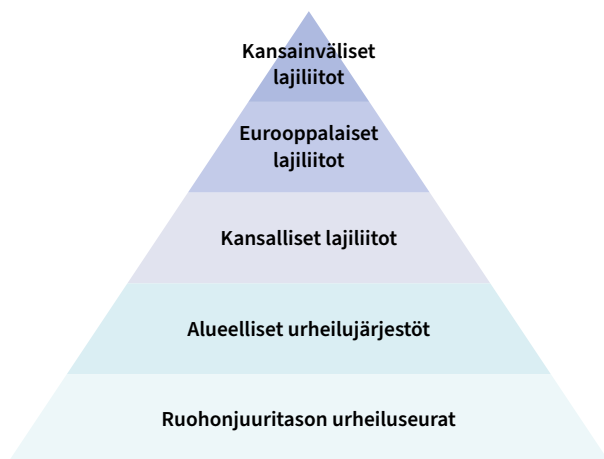 Kansainväliset
lajiliitot
Eurooppalaiset
lajiliitot
Kansalliset lajiliitot
Alueelliset urheilujärjestöt
Ruohonjuuritason urheiluseurat